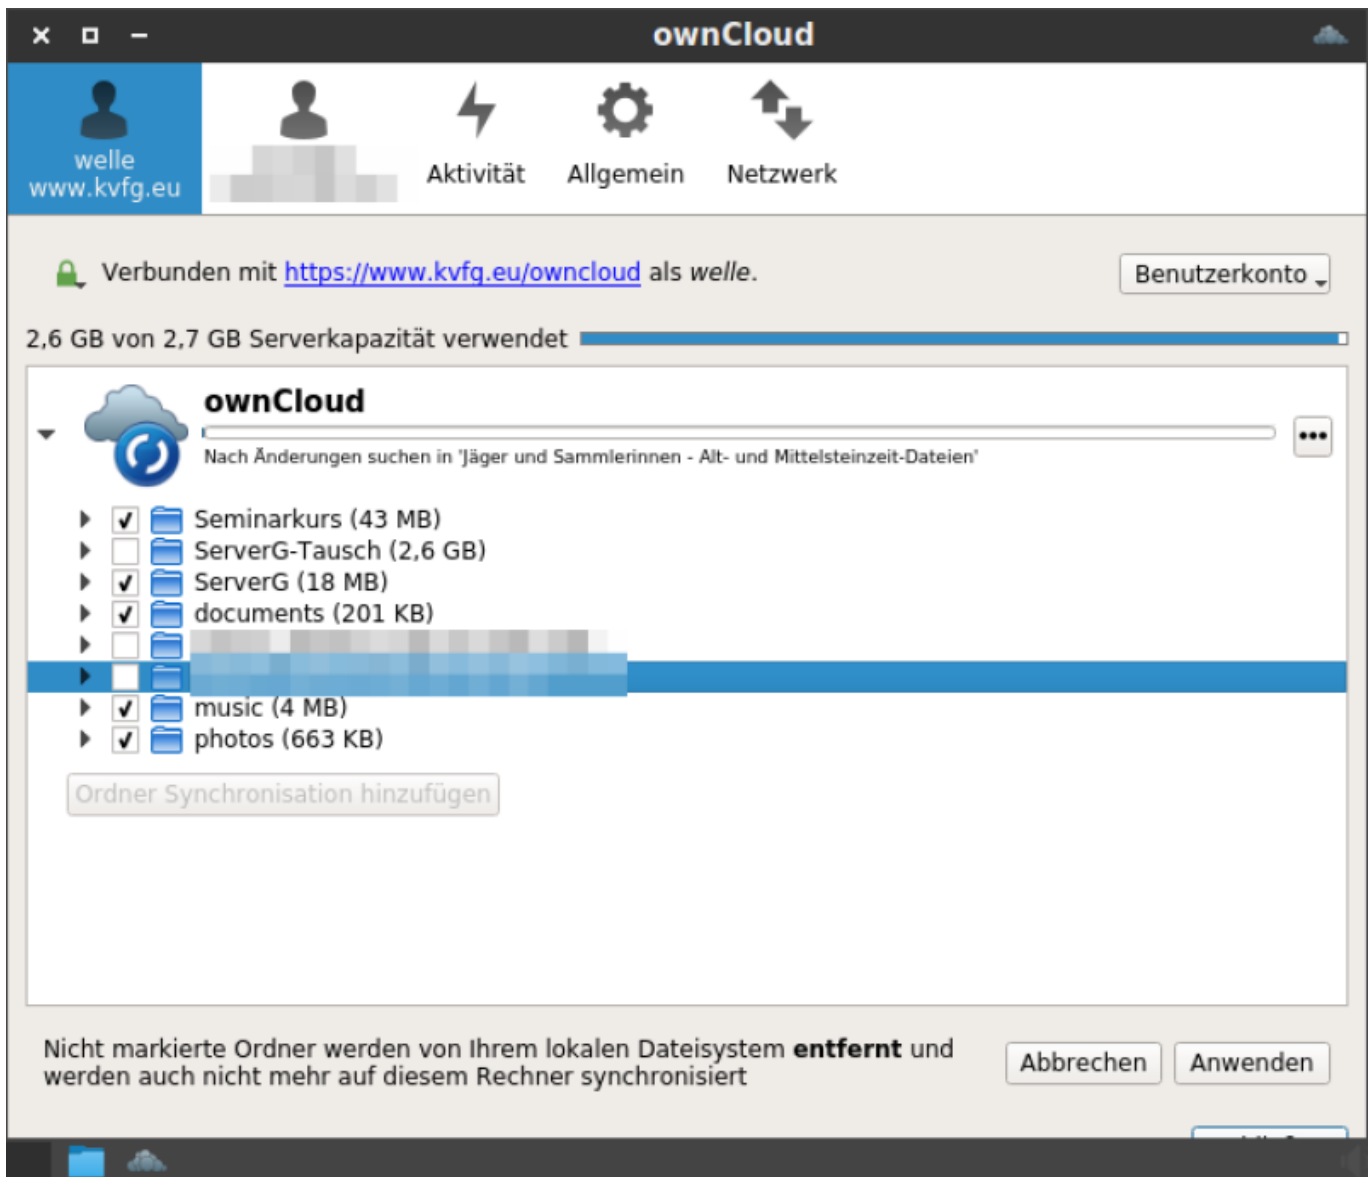 ownCloud
welle
www.kvfg.eu
Aktivität
Allgemein
Netzwerk
Verbunden mit https://www.kvfg.eu/owncloud als welle.
Benutzerkonto
2,6 GB von 2,7 GB Serverkapazität verwendet
ownCloud
Nach Änderungen suchen in 'Jäger und Sammlerinnen - Alt- und Mittelsteinzeit-Dateien'
Seminarkurs (43 MB)
ServerG-Tausch (2,6 GB)
ServerG (18 MB)
documents (201 KB)
music (4 MB)
photos (663 KB)
Ordner Synchronisation hinzufügen
Nicht markierte Ordner werden von Ihrem lokalen Dateisystem entfernt und
werden auch nicht mehr auf diesem Rechner synchronisiert
Abbrechen
Anwenden